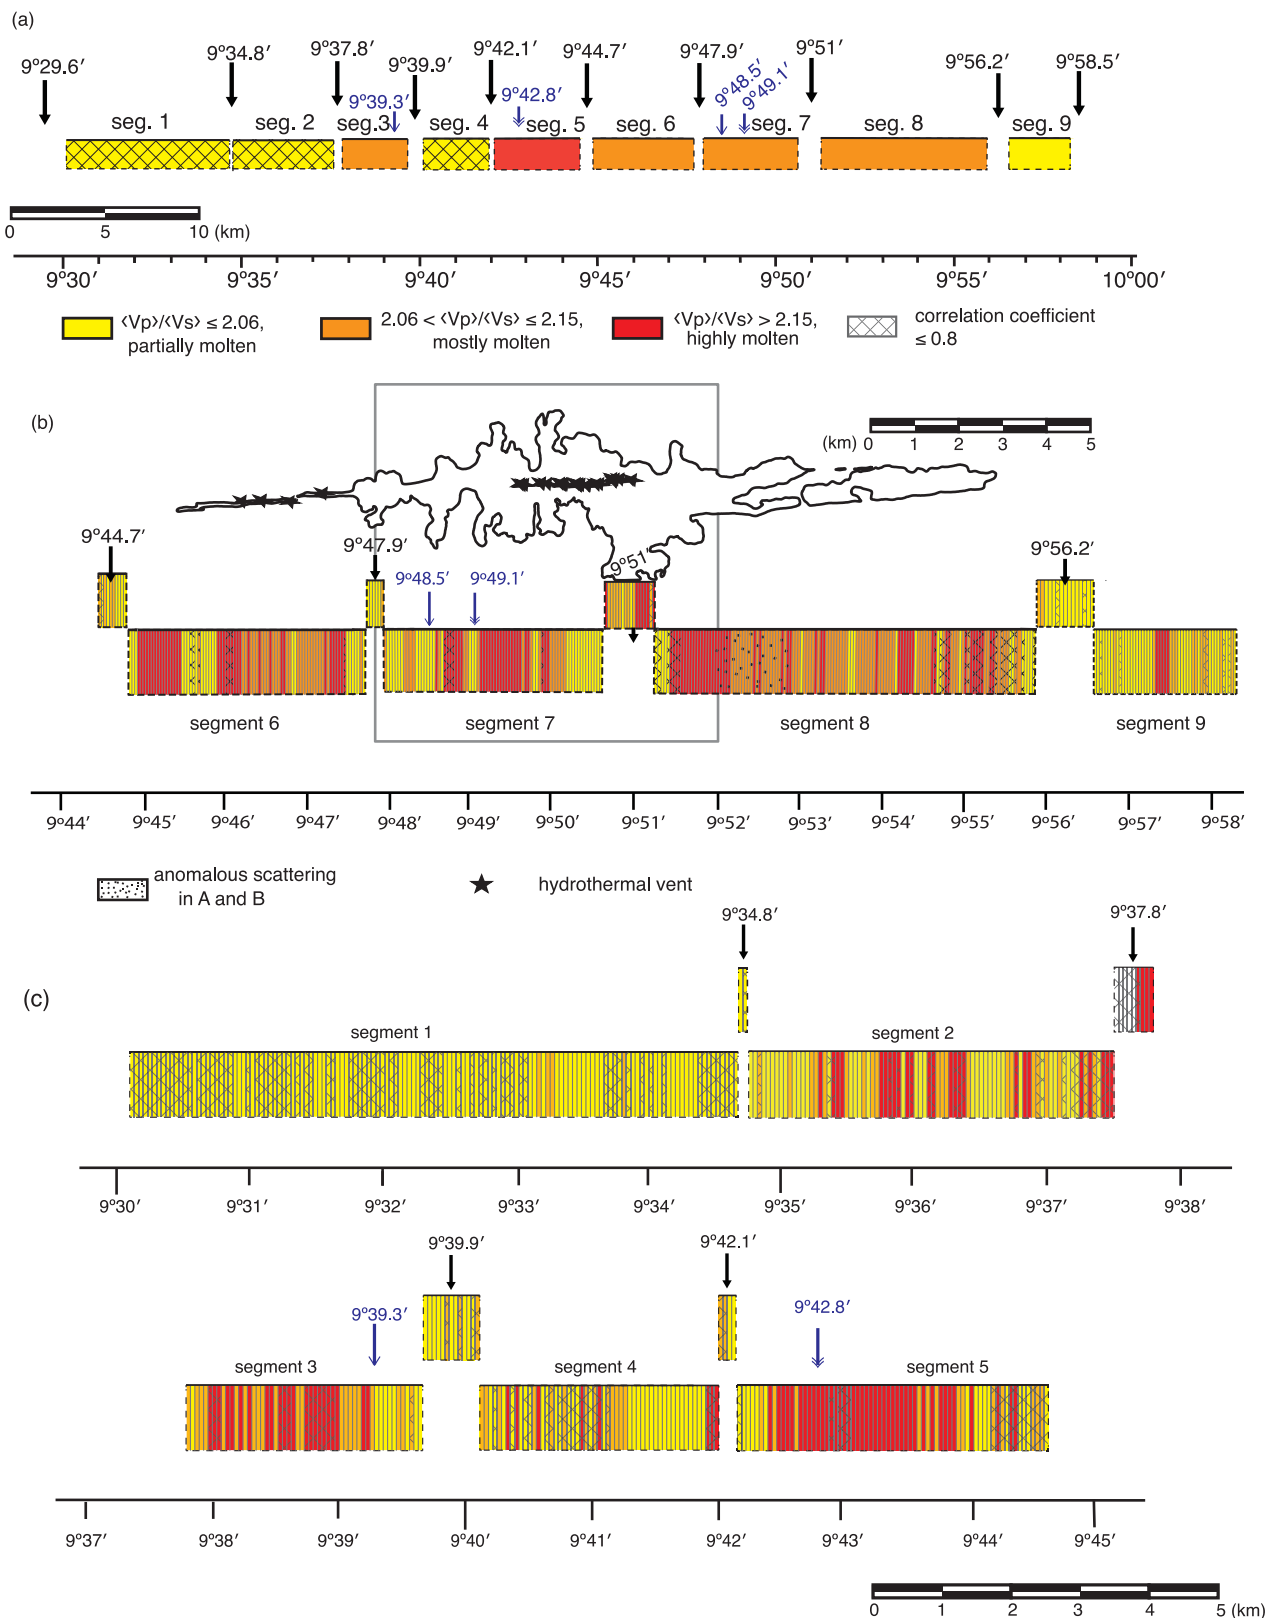 (a)
9°29.6′ 9°34.8′ 9°37.8′ 9°39.9′ 9°42.1′ 9°44.7′ 9°47.9′ 9°51′ 9°56.2′ 9°58.5′
9°39.3′ 9°42.8′ 9°48.5′ 9°49.1′
seg. 1 seg. 2 seg.3 seg. 4 seg. 5 seg. 6 seg. 7 seg. 8 seg. 9
0 5 10 (km)
9°30′ 9°35′ 9°40′ 9°45′ 9°50′ 9°55′ 10°00′
⟨Vp⟩/⟨Vs⟩ ≤ 2.06,
partially molten
2.06 < ⟨Vp⟩/⟨Vs⟩ ≤ 2.15,
mostly molten
⟨Vp⟩/⟨Vs⟩ > 2.15,
highly molten
correlation coefficient
≤ 0.8
(b)
(km) 0 1 2 3 4 5
9°44.7′ 9°47.9′ 9°51′ 9°56.2′
9°48.5′ 9°49.1′
segment 6 segment 7 segment 8 segment 9
9°44′ 9°45′ 9°46′ 9°47′ 9°48′ 9°49′ 9°50′ 9°51′ 9°52′ 9°53′ 9°54′ 9°55′ 9°56′ 9°57′ 9°58′
anomalous scattering
in A and B
hydrothermal vent
(c)
9°34.8′ 9°37.8′
segment 1 segment 2
9°30′ 9°31′ 9°32′ 9°33′ 9°34′ 9°35′ 9°36′ 9°37′ 9°38′
9°39.9′ 9°42.1′
9°39.3′ 9°42.8′
segment 3 segment 4 segment 5
9°37′ 9°38′ 9°39′ 9°40′ 9°41′ 9°42′ 9°43′ 9°44′ 9°45′
0 1 2 3 4 5 (km)